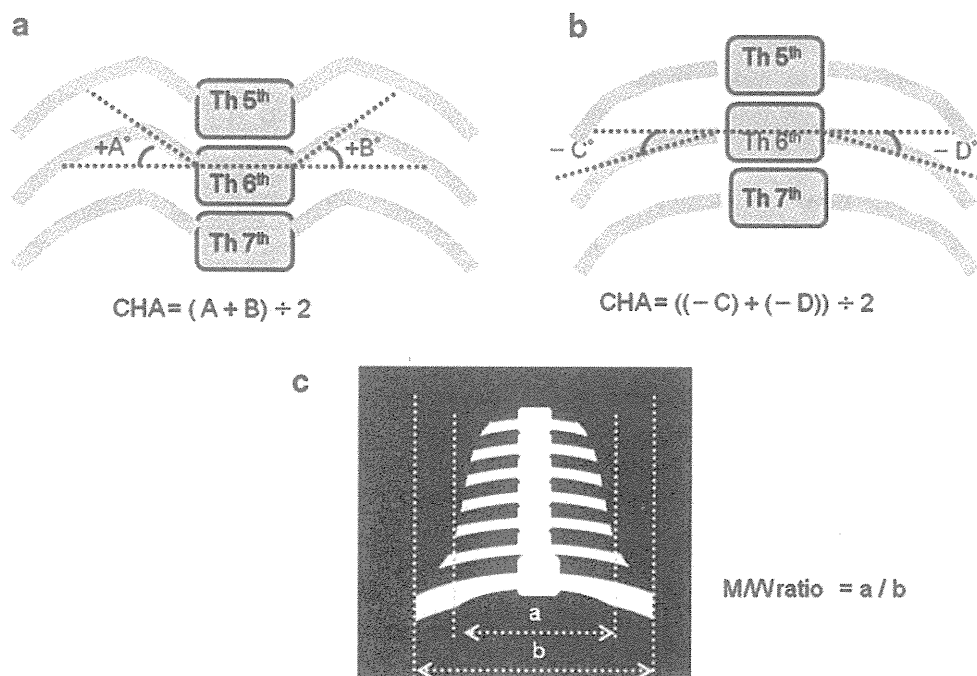 a
Th 5th
+A°
+B°
Th 6th
Th 7th
CHA= ( A + B) ÷ 2
b
Th 5th
Th 6th
− C°
− D°
Th 7th
CHA= ((− C) + (− D)) ÷ 2
c
a
b
M/W ratio = a / b